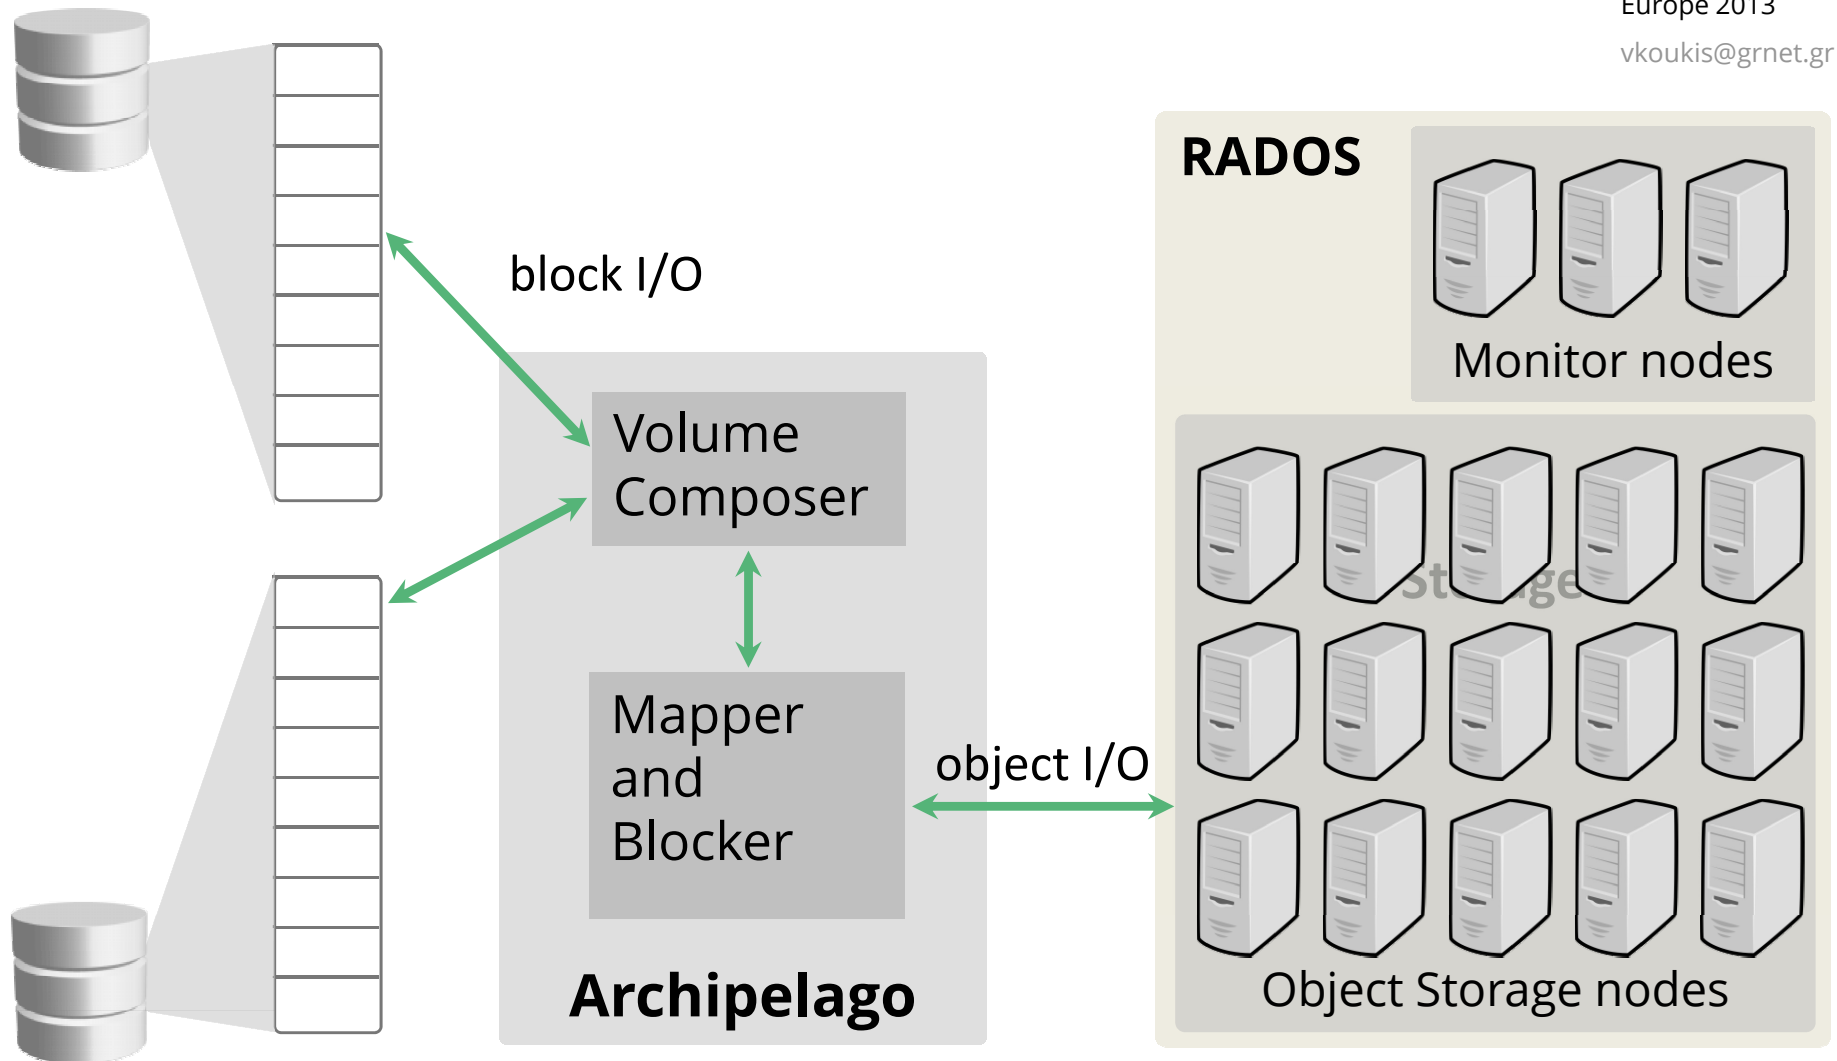 Europe 2013
vkoukis@grnet.gr
RADOS
Monitor nodes
block I/O
Volume
Composer
Mapper
and
Blocker
object I/O
Archipelago
Object Storage nodes